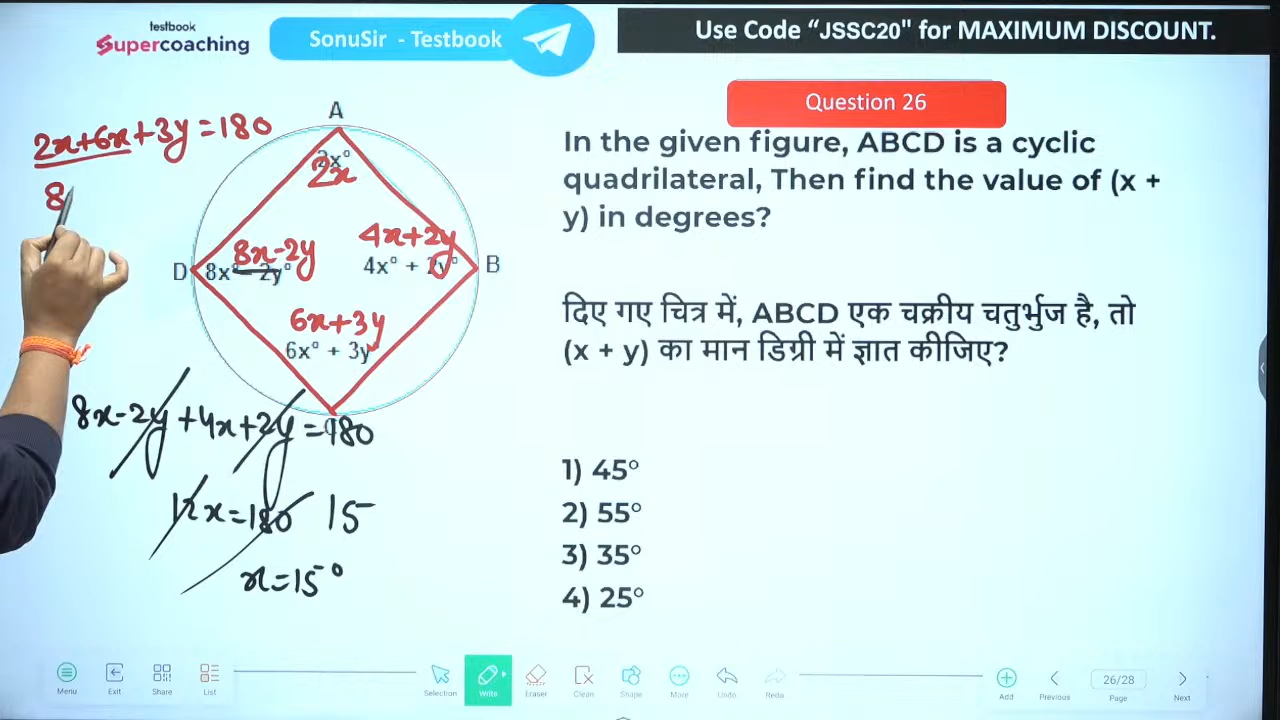 testbook
Supercoaching
SonuSir - Testbook
Use Code “JSSC20" for MAXIMUM DISCOUNT.
Question 26
In the given figure, ABCD is a cyclic
quadrilateral, Then find the value of (x +
y) in degrees?
दिए गए चित्र में, ABCD एक चक्रीय चतुर्भुज है, तो
(x + y) का मान डिग्री में ज्ञात कीजिए?
1) 45°
2) 55°
3) 35°
4) 25°
2x+6x+3y=180
8
A
2x°
2x
8x-2y
4x+2y
D
8x° - 2y°
4x° + 2y°
B
6x+3y
6x° + 3y°
8x-2y+4x+2y=180
12x=180 15
x=15°
Menu
Exit
Share
List
Selection
Write
Eraser
Clean
Shape
More
Undo
Redo
Add
Previous
26/28
Page
Next